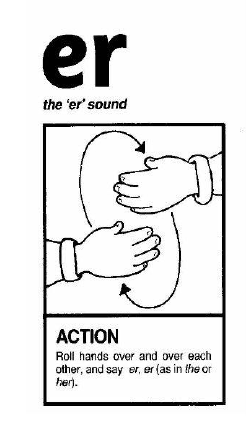 er
the 'er' sound
ACTION
Roll hands over and over each
other, and say er, er (as in the or
her).